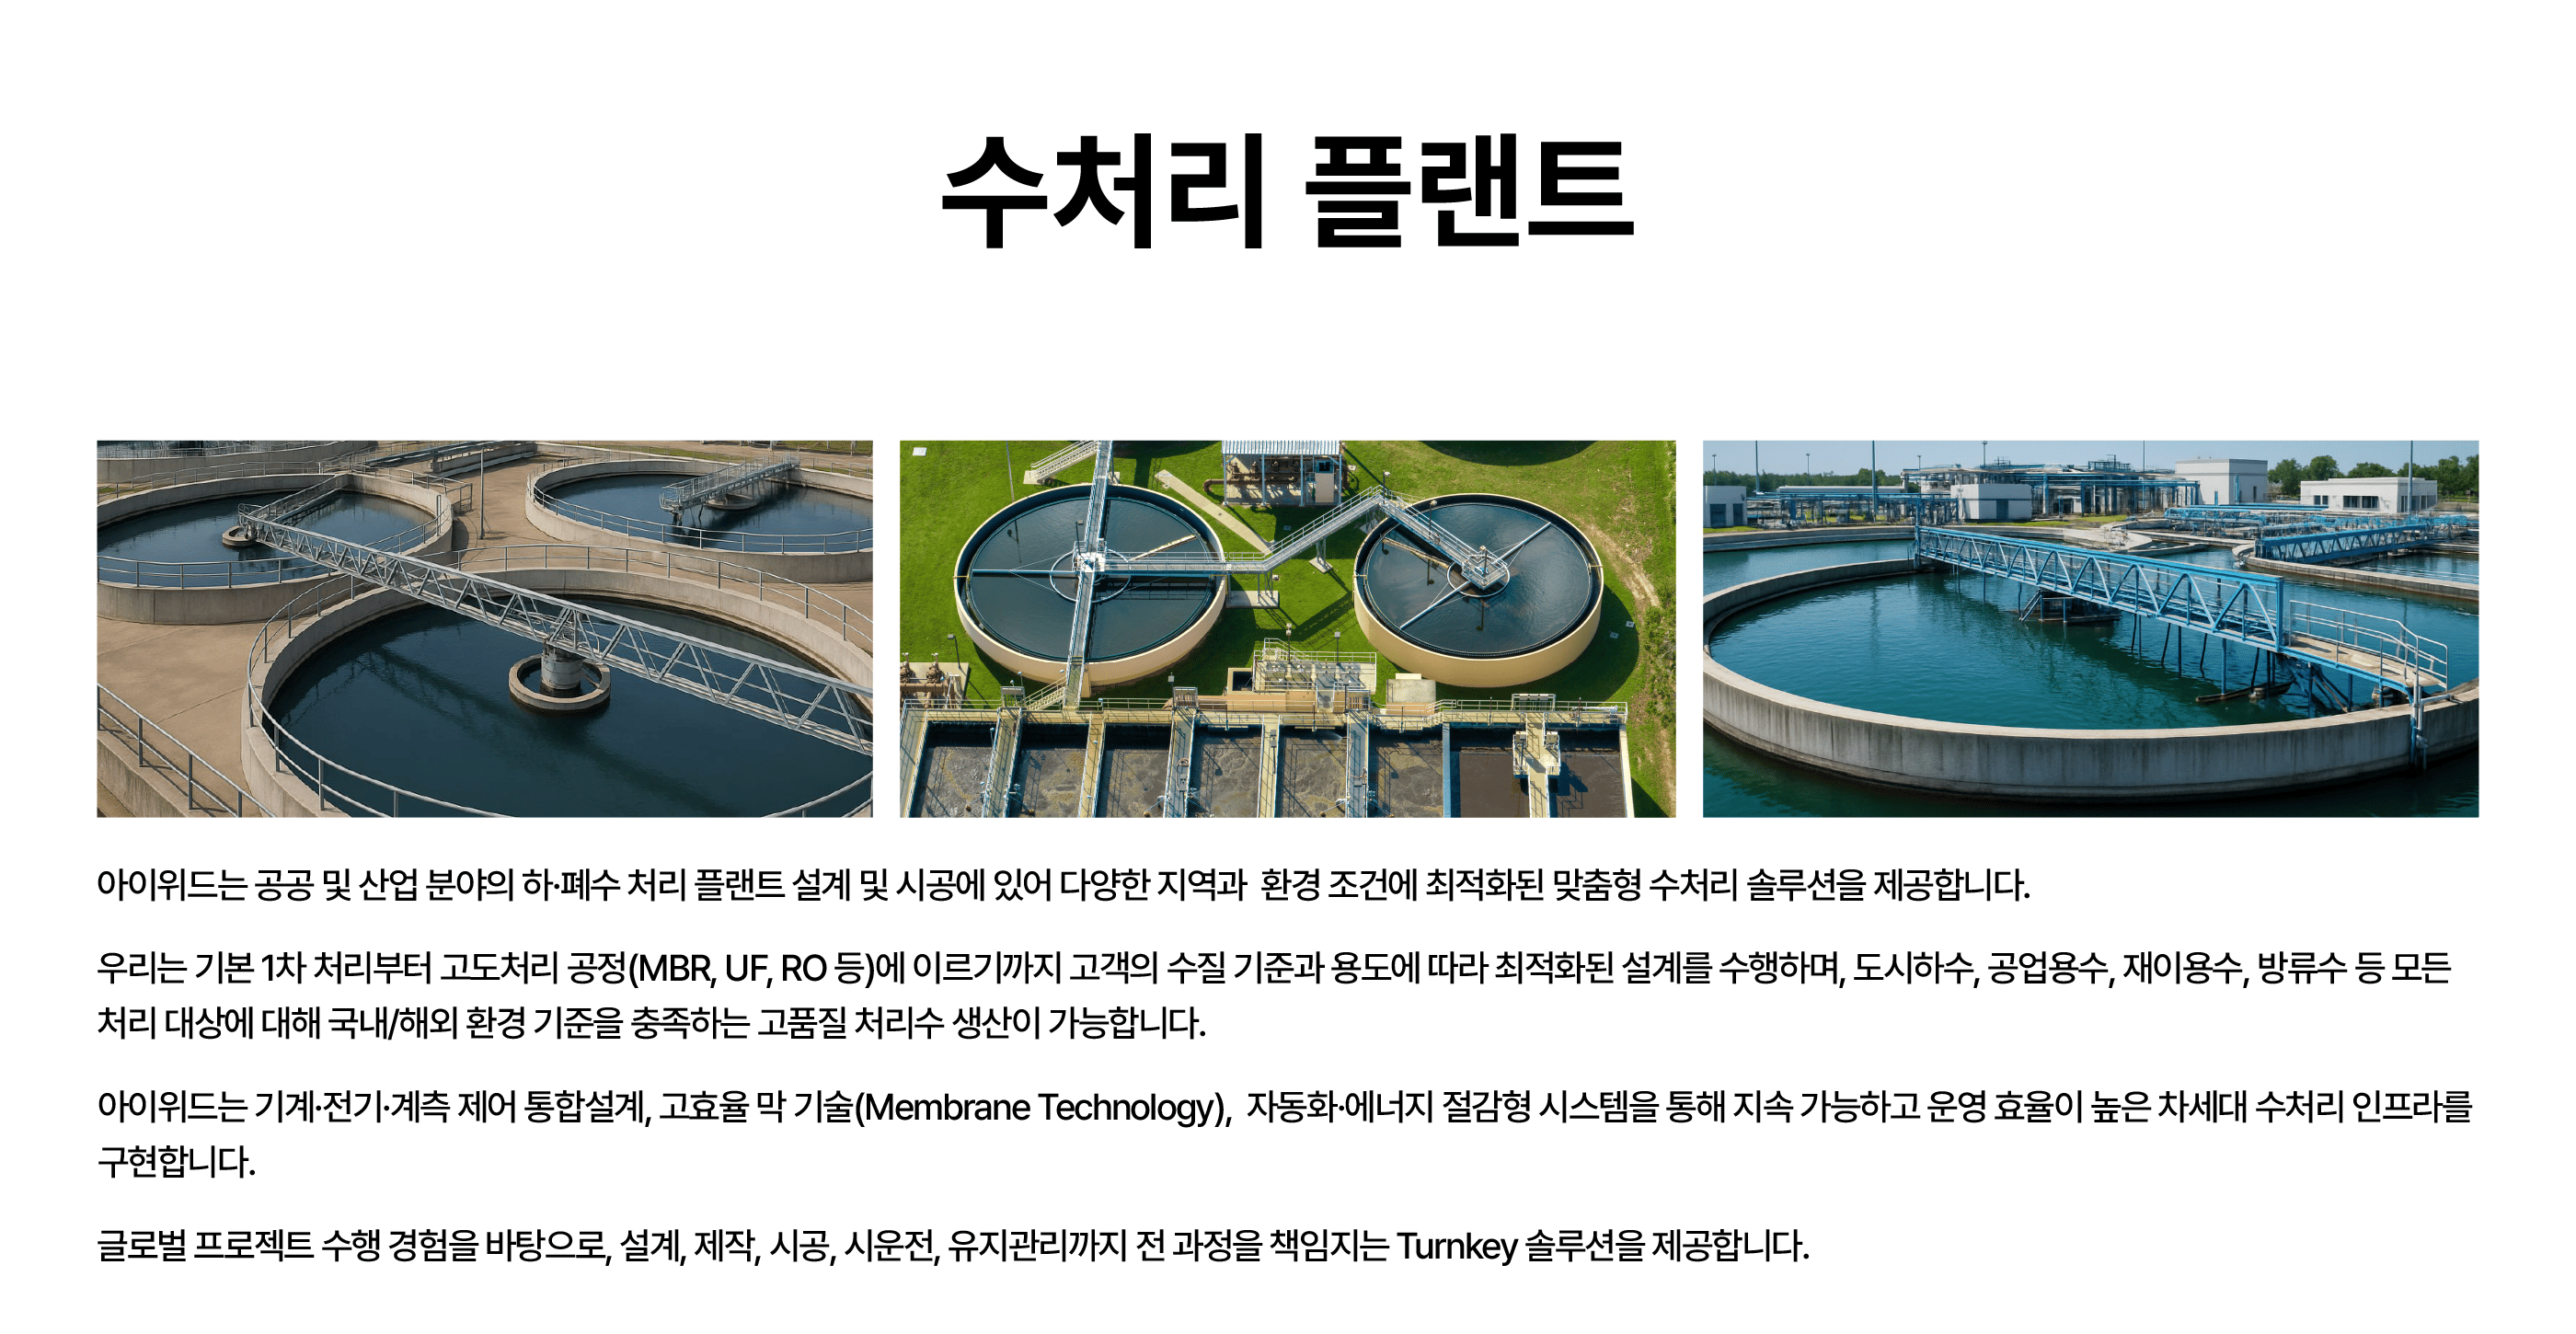 수처리 플랜트
아이위드는 공공 및 산업 분야의 하·폐수 처리 플랜트 설계 및 시공에 있어 다양한 지역과  환경 조건에 최적화된 맞춤형 수처리 솔루션을 제공합니다.
우리는 기본 1차 처리부터 고도처리 공정(MBR, UF, RO 등)에 이르기까지 고객의 수질 기준과 용도에 따라 최적화된 설계를 수행하며, 도시하수, 공업용수, 재이용수, 방류수 등 모든
처리 대상에 대해 국내/해외 환경 기준을 충족하는 고품질 처리수 생산이 가능합니다.
아이위드는 기계·전기·계측 제어 통합설계, 고효율 막 기술(Membrane Technology),  자동화·에너지 절감형 시스템을 통해 지속 가능하고 운영 효율이 높은 차세대 수처리 인프라를
구현합니다.
글로벌 프로젝트 수행 경험을 바탕으로, 설계, 제작, 시공, 시운전, 유지관리까지 전 과정을 책임지는 Turnkey 솔루션을 제공합니다.